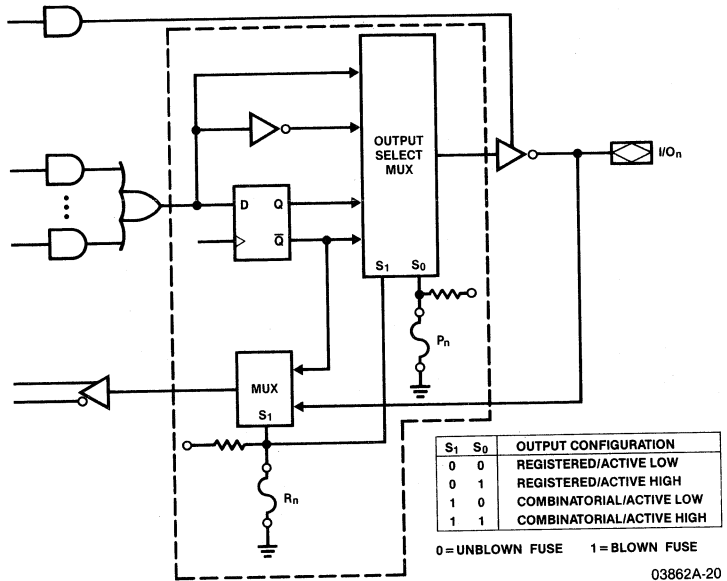 OUTPUT
SELECT
MUX
I/On
D Q
Q̅
S1 S0
Pn
MUX
S1
Rn
S1 S0 OUTPUT CONFIGURATION
0 0 REGISTERED/ACTIVE LOW
0 1 REGISTERED/ACTIVE HIGH
1 0 COMBINATORIAL/ACTIVE LOW
1 1 COMBINATORIAL/ACTIVE HIGH
0=UNBLOWN FUSE 1=BLOWN FUSE
03862A-20